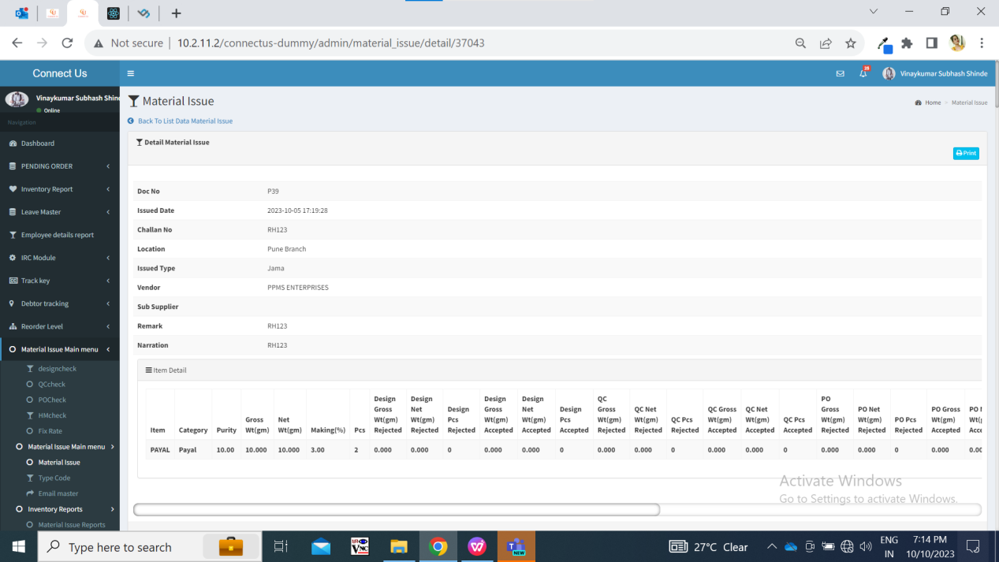 Not secure | 10.2.11.2/connectus-dummy/admin/material_issue/detail/37043
Connect Us
28
Vinaykumar Subhash Shinde
Vinaykumar Subhash Shind
Online
Navigation
Dashboard
PENDING ORDER
Inventory Report
Leave Master
Employee details report
IRC Module
Track key
Debtor tracking
Reorder Level
Material Issue Main menu
designcheck
QCcheck
POCheck
HMcheck
Fix Rate
Material Issue Main menu
Material Issue
Type Code
Email master
Inventory Reports
Material Issue Reports
Material Issue
Home > Material Issue
Back To List Data Material Issue
Detail Material Issue
Print
Doc No P39
Issued Date 2023-10-05 17:19:28
Challan No RH123
Location Pune Branch
Issued Type Jama
Vendor PPMS ENTERPRISES
Sub Supplier
Remark RH123
Narration RH123
Item Detail
Item Category Purity Gross Wt(gm) Net Wt(gm) Making(%) Pcs Design Gross Wt(gm) Rejected Design Net Wt(gm) Rejected Design Pcs Rejected Design Gross Wt(gm) Accepted Design Net Wt(gm) Accepted Design Pcs Accepted QC Gross Wt(gm) Rejected QC Net Wt(gm) Rejected QC Pcs Rejected QC Gross Wt(gm) Accepted QC Net Wt(gm) Accepted QC Pcs Accepted PO Gross Wt(gm) Rejected PO Net Wt(gm) Rejected PO Pcs Rejected PO Gross Wt(gm) Accepted PO
PAYAL Payal 10.00 10.000 10.000 3.00 2 0.000 0.000 0 0.000 0.000 0 0.000 0.000 0 0.000 0.000 0 0.000 0.000 0 0.000 0.00
Activate Windows
Go to Settings to activate Windows.
Type here to search
VNC
NEW
27°C Clear
ENG
IN
7:14 PM
10/10/2023